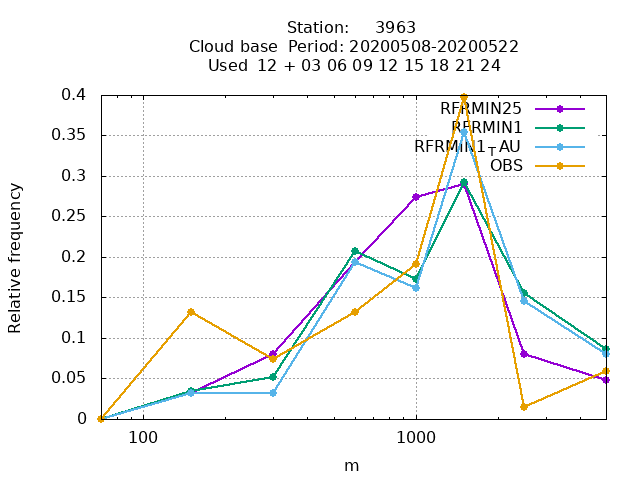 Station: 3963
Cloud base Period: 20200508-20200522
Used 12 + 03 06 09 12 15 18 21 24
0.4
0.35
0.3
0.25
0.2
0.15
0.1
0.05
0
Relative frequency
RFRMIN25
RFRMIN1
RFRMIN1TAU
OBS
100
1000
m